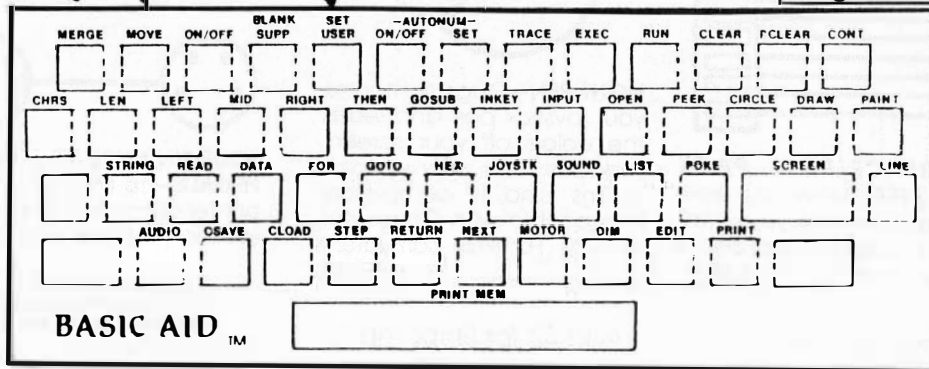 BLANK SET -AUTONUM-
MERGE MOVE ON/OFF SUPP USER ON/OFF SET TRACE EXEC RUN CLEAR PCLEAR CONT
CHRS LEN LEFT MID RIGHT THEN GOSUB INKEY INPUT OPEN PEEK CIRCLE DRAW PAINT
STRING READ DATA FOR GOTO HEX JOYSTK SOUND LIST POKE SCREEN LINE
AUDIO CSAVE CLOAD STEP RETURN NEXT MOTOR DIM EDIT PRINT
PRINT MEM
BASIC AID TM